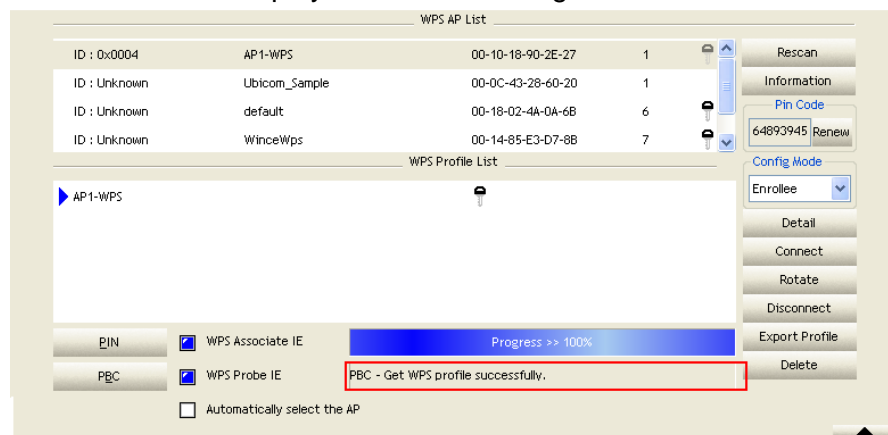 WPS AP List
ID : 0x0004 AP1-WPS 00-10-18-90-2E-27 1
ID : Unknown Ubicom_Sample 00-0C-43-28-60-20 1
ID : Unknown default 00-18-02-4A-0A-6B 6
ID : Unknown WinceWps 00-14-85-E3-D7-8B 7
Rescan
Information
Pin Code
64893945 Renew
WPS Profile List
AP1-WPS
Config Mode
Enrollee
Detail
Connect
Rotate
Disconnect
Export Profile
Delete
PIN WPS Associate IE Progress >> 100%
PBC WPS Probe IE PBC - Get WPS profile successfully.
Automatically select the AP